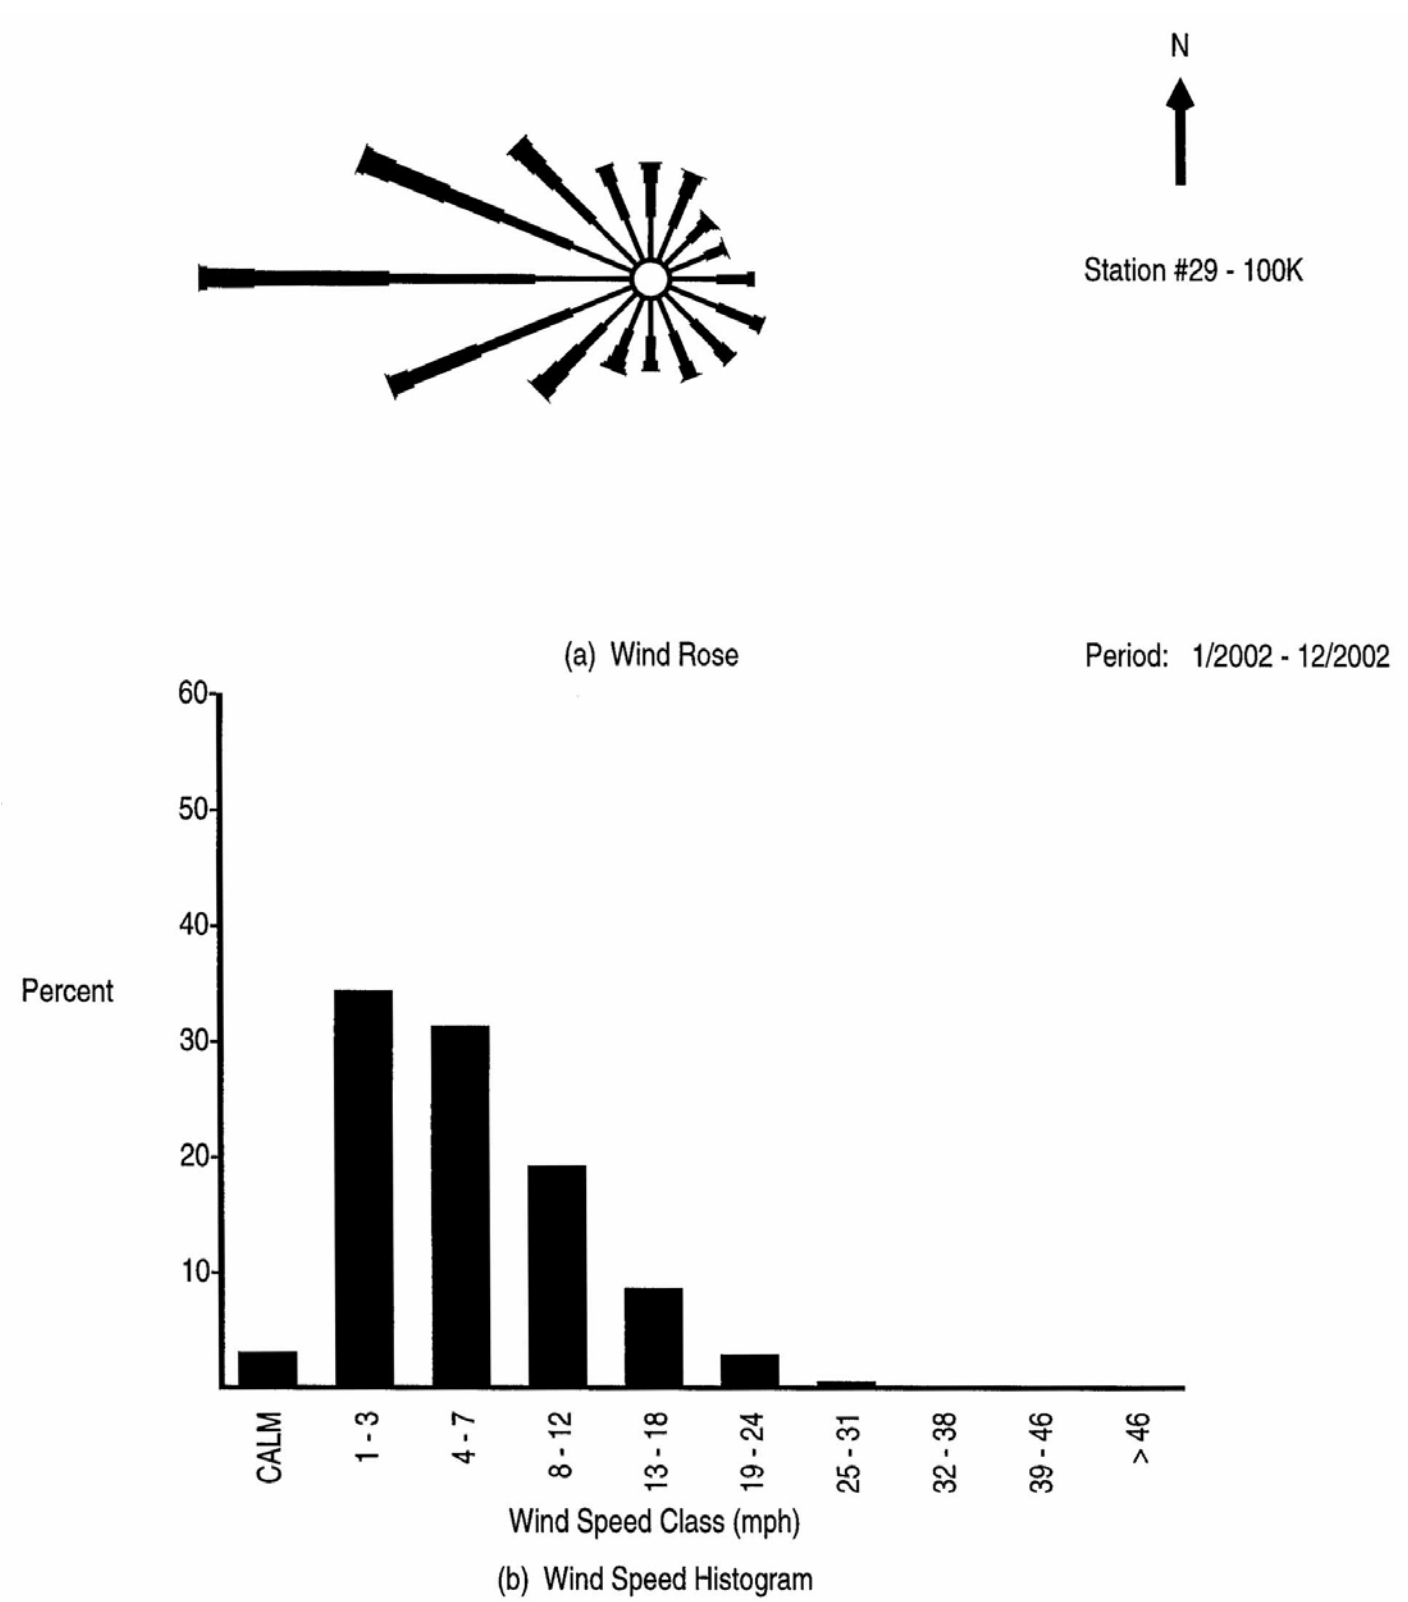 N
Station #29 - 100K
(a) Wind Rose
Period: 1/2002 - 12/2002
60
50
40
30
20
10
Percent
CALM
1 - 3
4 - 7
8 - 12
13 - 18
19 - 24
25 - 31
32 - 38
39 - 46
> 46
Wind Speed Class (mph)
(b) Wind Speed Histogram